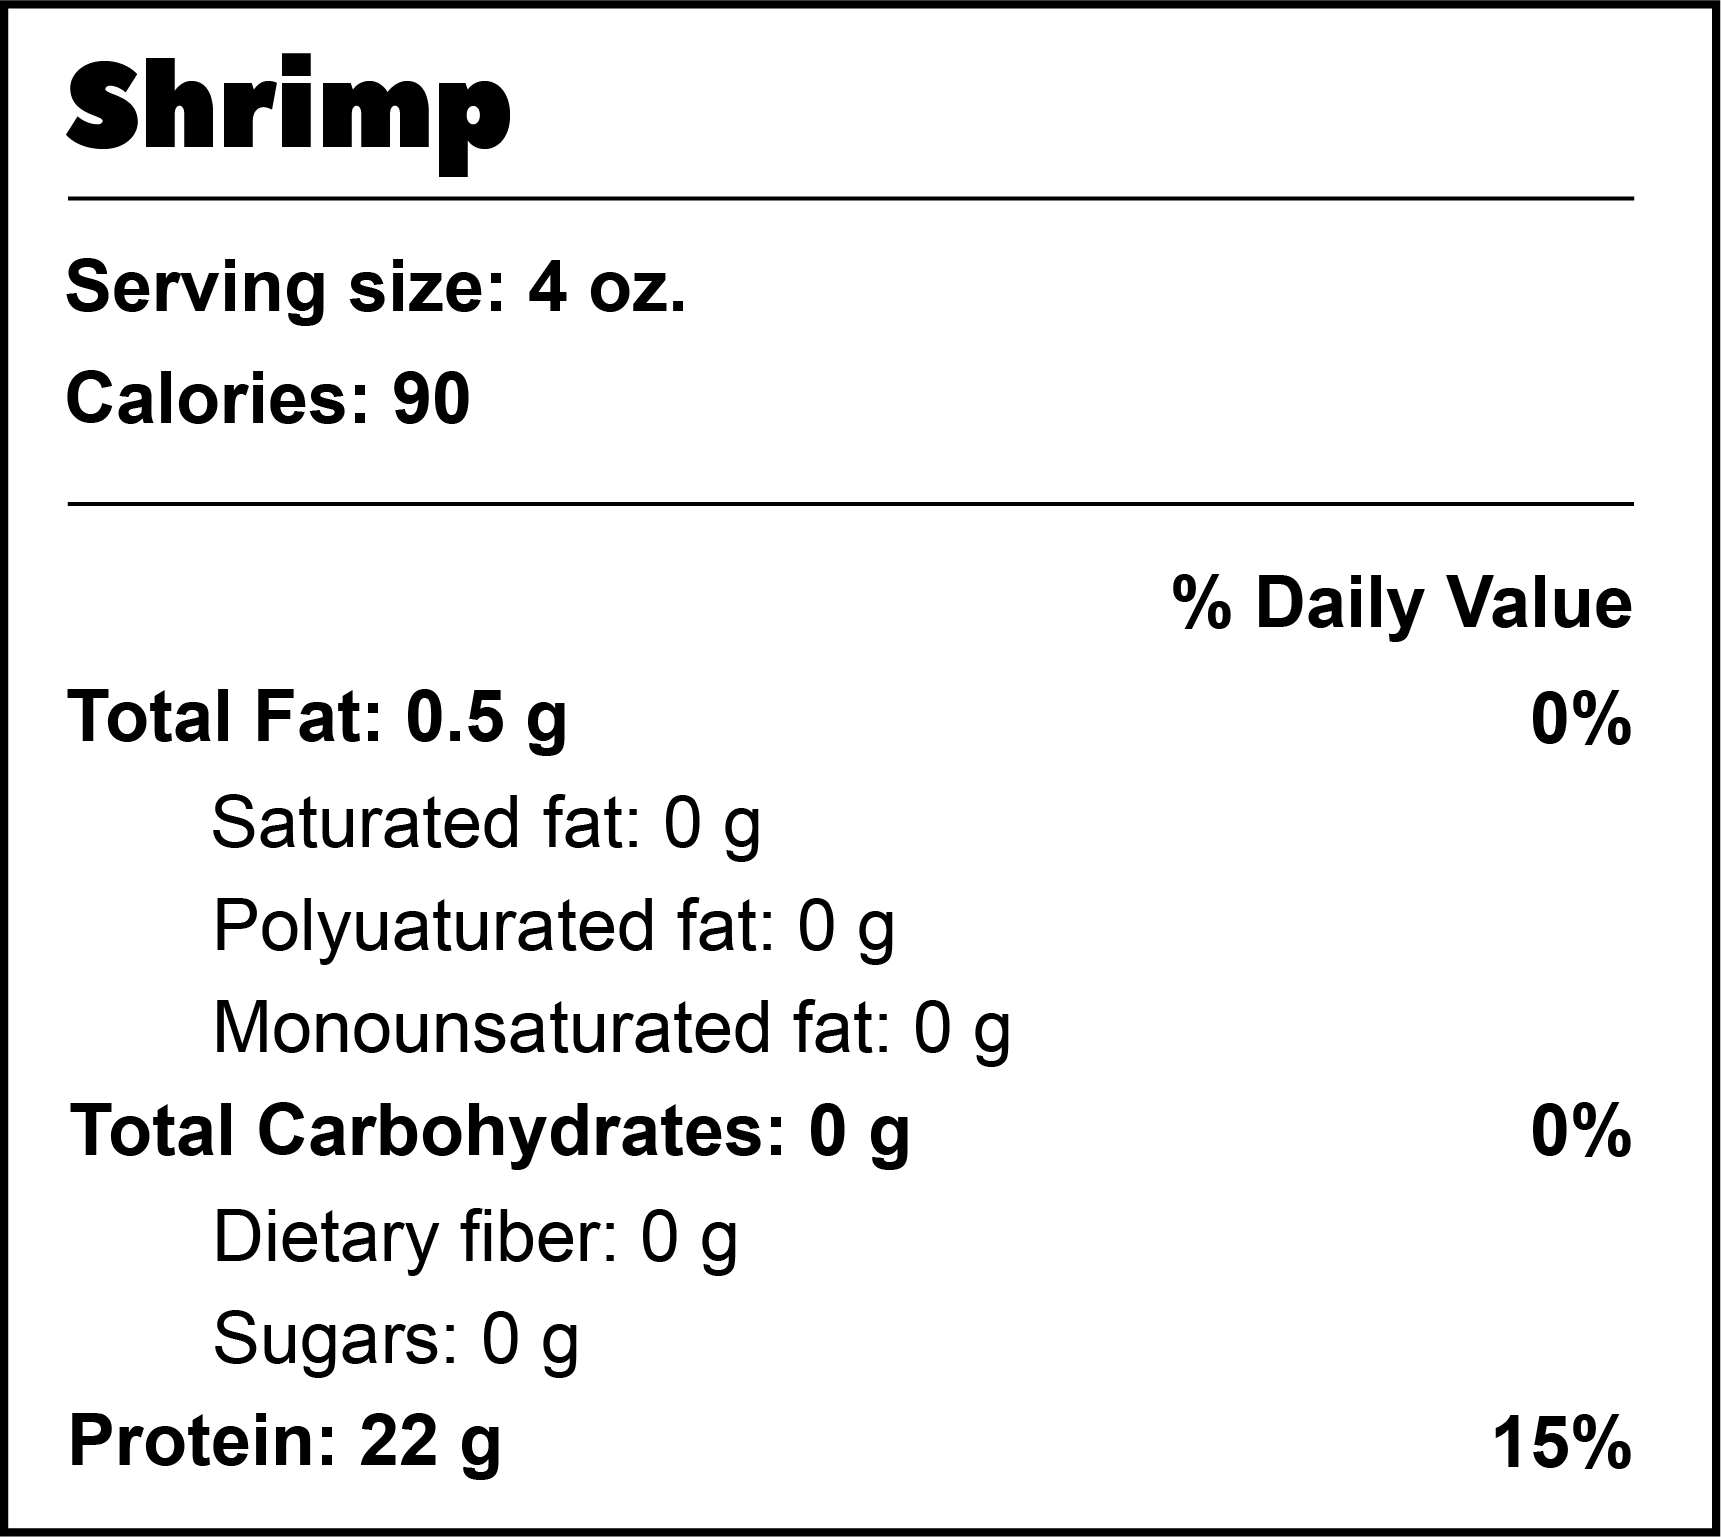 Shrimp
Serving size: 4 oz.
Calories: 90
% Daily Value
Total Fat: 0.5 g 0%
Saturated fat: 0 g
Polyuaturated fat: 0 g
Monounsaturated fat: 0 g
Total Carbohydrates: 0 g 0%
Dietary fiber: 0 g
Sugars: 0 g
Protein: 22 g 15%